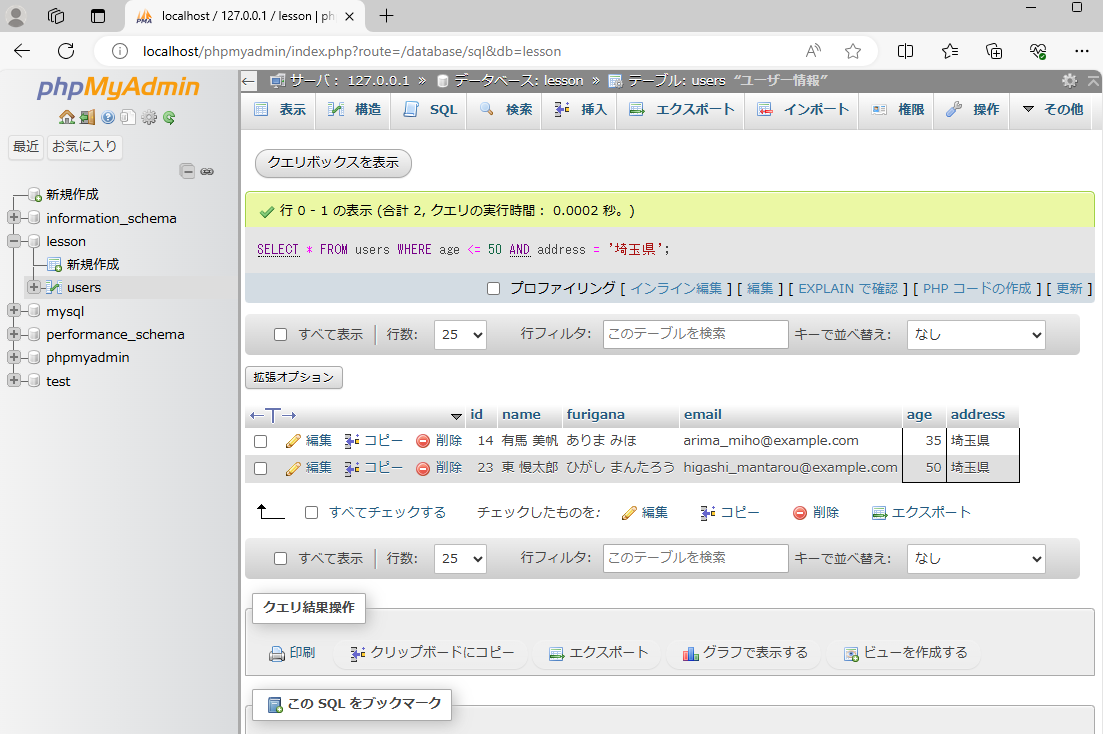 localhost / 127.0.0.1 / lesson | ph
localhost/phpmyadmin/index.php?route=/database/sql&db=lesson
phpMyAdmin
最近 お気に入り
新規作成
information_schema
lesson
新規作成
users
mysql
performance_schema
phpmyadmin
test
サーバ: 127.0.0.1 » データベース: lesson » テーブル: users “ユーザー情報”
表示 構造 SQL 検索 挿入 エクスポート インポート 権限 操作 その他
クエリボックスを表示
行 0 - 1 の表示 (合計 2, クエリの実行時間: 0.0002 秒。)
SELECT * FROM users WHERE age <= 50 AND address = '埼玉県';
プロファイリング [ インライン編集 ] [ 編集 ] [ EXPLAIN で確認 ] [ PHP コードの作成 ] [ 更新 ]
すべて表示 行数: 25 行フィルタ: このテーブルを検索 キーで並べ替え: なし
拡張オプション
←T→ id name furigana email age address
編集 コピー 削除 14 有馬 美帆 ありま みほ arima_miho@example.com 35 埼玉県
編集 コピー 削除 23 東 慢太郎 ひがし まんたろう higashi_mantarou@example.com 50 埼玉県
すべてチェックする チェックしたものを: 編集 コピー 削除 エクスポート
すべて表示 行数: 25 行フィルタ: このテーブルを検索 キーで並べ替え: なし
クエリ結果操作
印刷 クリップボードにコピー エクスポート グラフで表示する ビューを作成する
この SQL をブックマーク